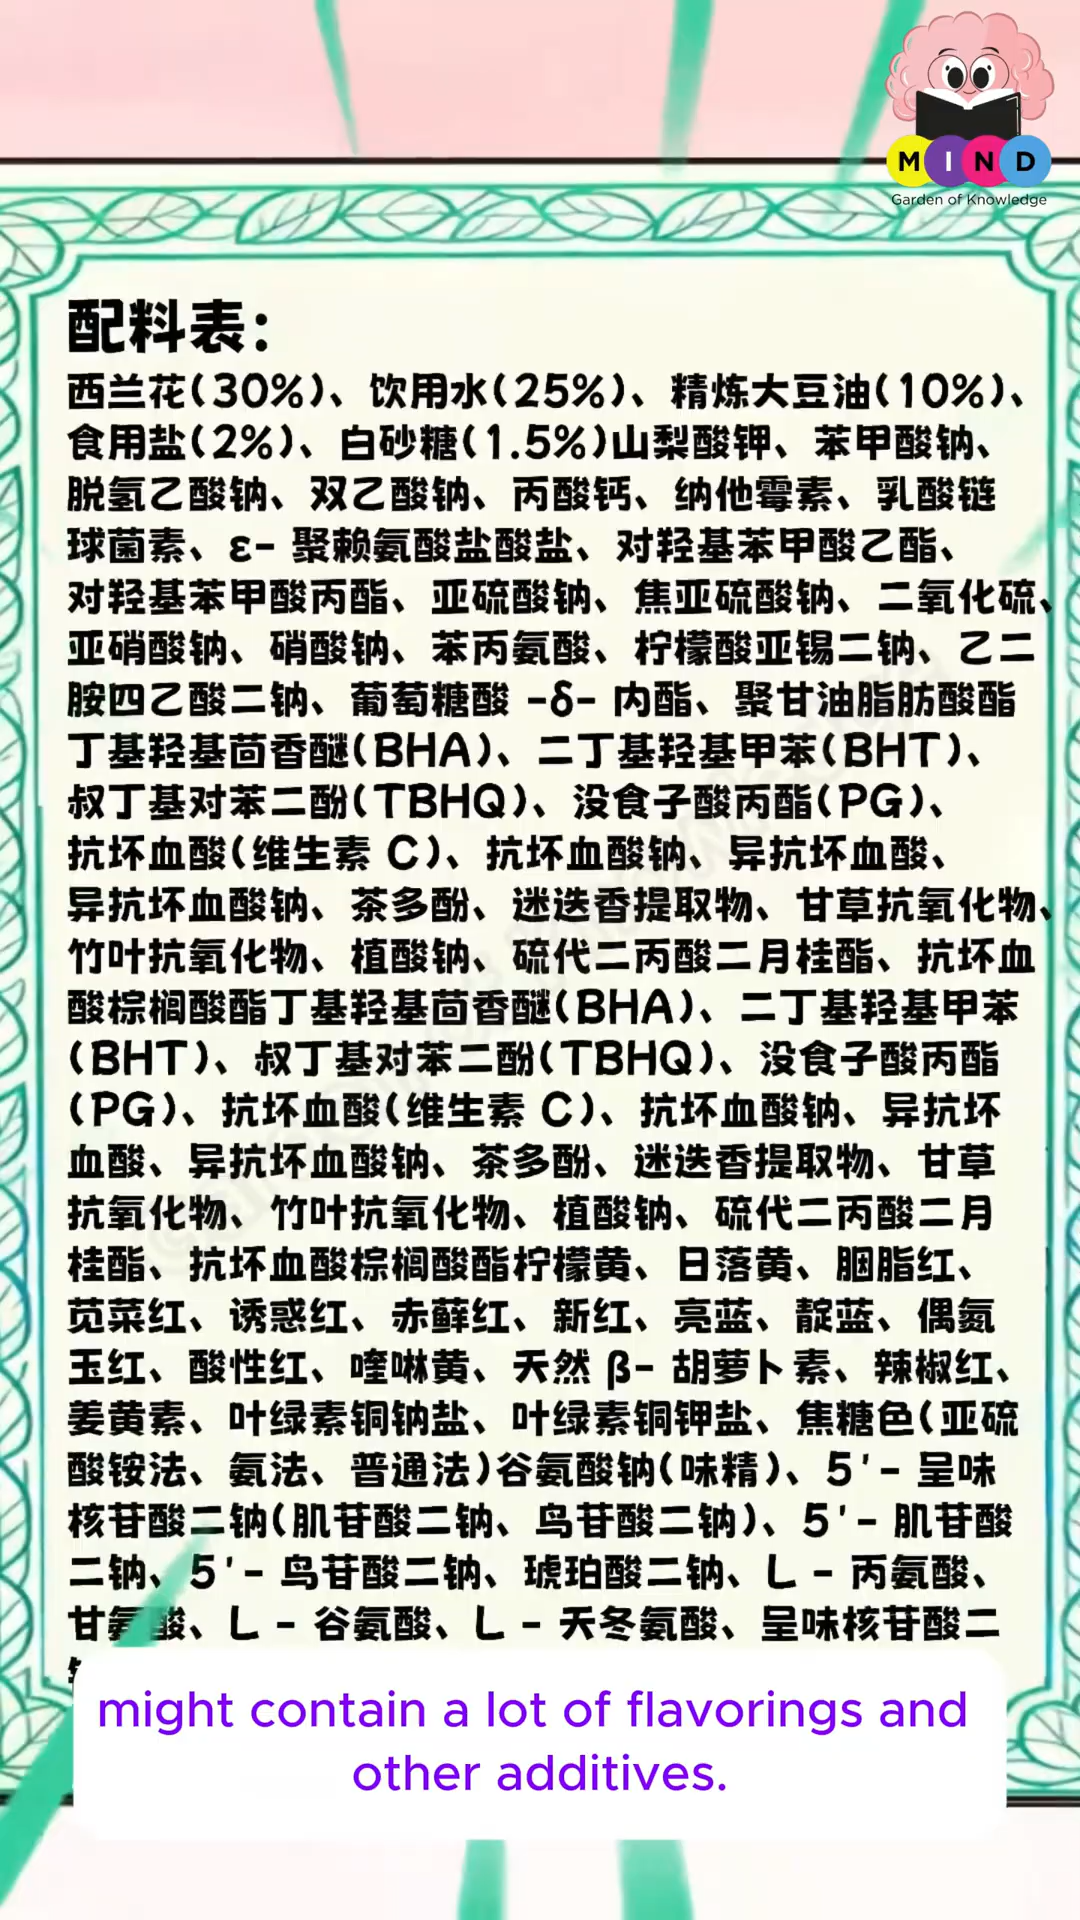 M I N D
Garden of Knowledge
配料表:
西兰花(30%)、饮用水(25%)、精炼大豆油(10%)、
食用盐(2%)、白砂糖(1.5%)山梨酸钾、苯甲酸钠、
脱氢乙酸钠、双乙酸钠、丙酸钙、纳他霉素、乳酸链
球菌素、ε- 聚赖氨酸盐酸盐、对羟基苯甲酸乙酯、
对羟基苯甲酸丙酯、亚硫酸钠、焦亚硫酸钠、二氧化硫、
亚硝酸钠、硝酸钠、苯丙氨酸、柠檬酸亚锡二钠、乙二
胺四乙酸二钠、葡萄糖酸 -δ- 内酯、聚甘油脂肪酸酯
丁基羟基茴香醚(BHA)、二丁基羟基甲苯(BHT)、
叔丁基对苯二酚(TBHQ)、没食子酸丙酯(PG)、
抗坏血酸(维生素 C)、抗坏血酸钠、异抗坏血酸、
异抗坏血酸钠、茶多酚、迷迭香提取物、甘草抗氧化物、
竹叶抗氧化物、植酸钠、硫代二丙酸二月桂酯、抗坏血
酸棕榈酸酯丁基羟基茴香醚(BHA)、二丁基羟基甲苯
(BHT)、叔丁基对苯二酚(TBHQ)、没食子酸丙酯
(PG)、抗坏血酸(维生素 C)、抗坏血酸钠、异抗坏
血酸、异抗坏血酸钠、茶多酚、迷迭香提取物、甘草
抗氧化物、竹叶抗氧化物、植酸钠、硫代二丙酸二月
桂酯、抗坏血酸棕榈酸酯柠檬黄、日落黄、胭脂红、
苋菜红、诱惑红、赤藓红、新红、亮蓝、靛蓝、偶氮
玉红、酸性红、喹啉黄、天然 β- 胡萝卜素、辣椒红、
姜黄素、叶绿素铜钠盐、叶绿素铜钾盐、焦糖色(亚硫
酸铵法、氨法、普通法)谷氨酸钠(味精)、5'- 呈味
核苷酸二钠(肌苷酸二钠、鸟苷酸二钠)、5'- 肌苷酸
二钠、5'- 鸟苷酸二钠、琥珀酸二钠、L - 丙氨酸、
甘氨酸、L - 谷氨酸、L - 天冬氨酸、呈味核苷酸二
might contain a lot of flavorings and
other additives.